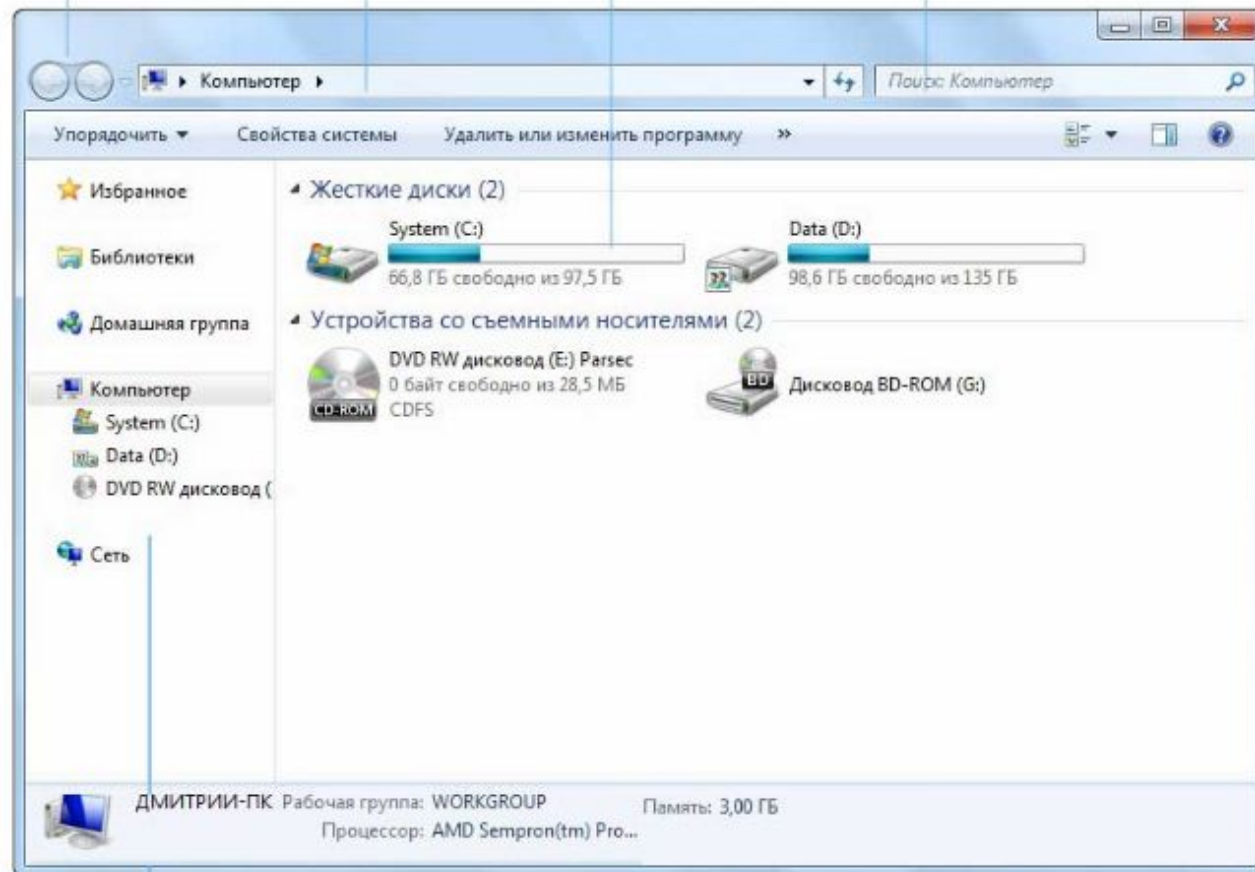 Компьютер
Поиск: Компьютер
Упорядочить Свойства системы Удалить или изменить программу »
Избранное
Библиотеки
Домашняя группа
Компьютер
System (C:)
Data (D:)
DVD RW дисковод (
Сеть
Жесткие диски (2)
System (C:)
66,8 ГБ свободно из 97,5 ГБ
Data (D:)
98,6 ГБ свободно из 135 ГБ
Устройства со съемными носителями (2)
DVD RW дисковод (E:) Parsec
0 байт свободно из 28,5 МБ
CDFS
CD-ROM
BD
Дисковод BD-ROM (G:)
ДМИТРИИ-ПК Рабочая группа: WORKGROUP Память: 3,00 ГБ
Процессор: AMD Sempron(tm) Pro...